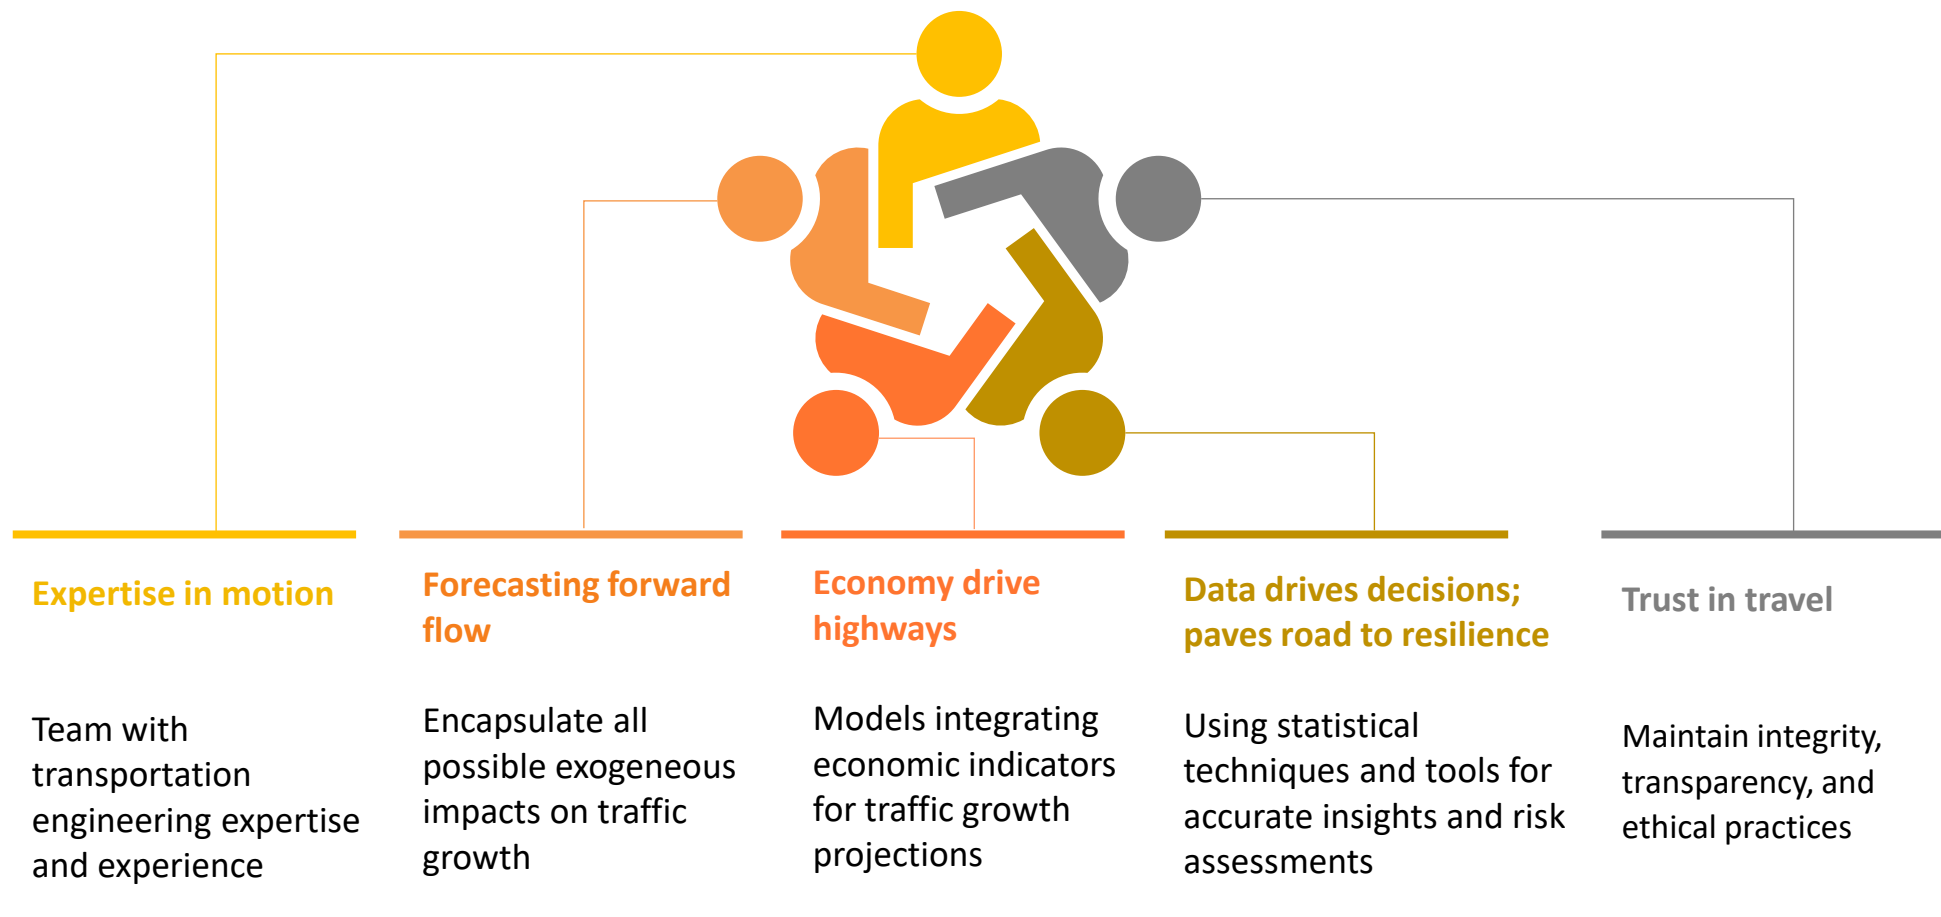 Expertise in motion
Team with
transportation
engineering expertise
and experience
Forecasting forward
flow
Encapsulate all
possible exogeneous
impacts on traffic
growth
Economy drive
highways
Models integrating
economic indicators
for traffic growth
projections
Data drives decisions;
paves road to resilience
Using statistical
techniques and tools for
accurate insights and risk
assessments
Trust in travel
Maintain integrity,
transparency, and
ethical practices